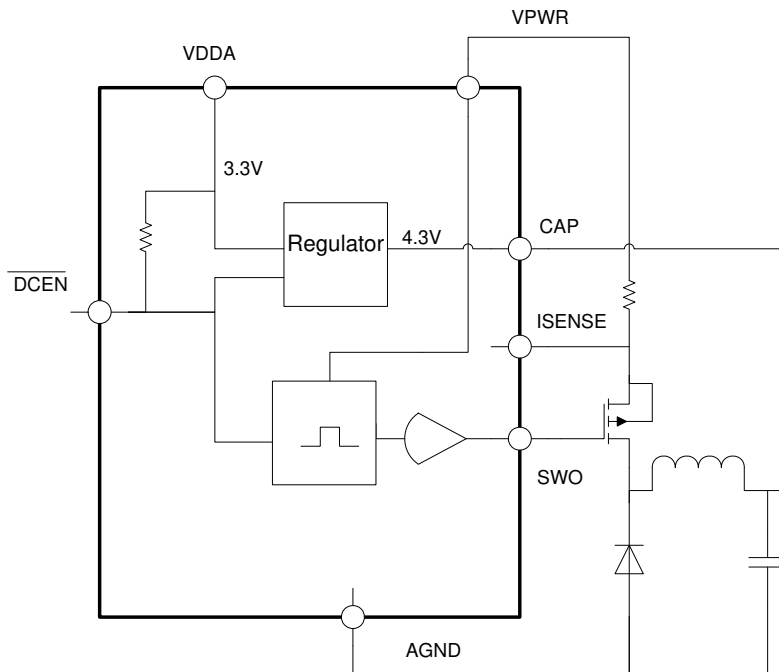 VPWR
VDDA
3.3V
Regulator
4.3V
CAP
DCEN
ISENSE
SWO
AGND